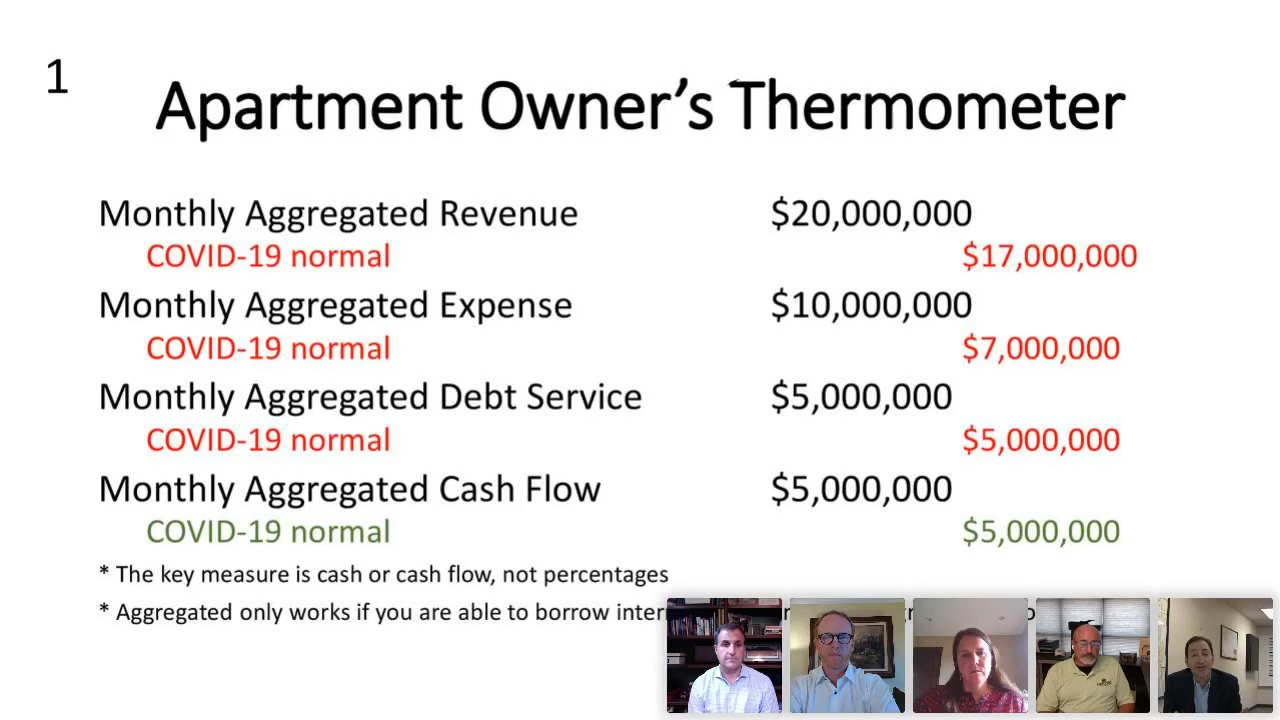 1
Apartment Owner's Thermometer
Monthly Aggregated Revenue $20,000,000
COVID-19 normal $17,000,000
Monthly Aggregated Expense $10,000,000
COVID-19 normal $7,000,000
Monthly Aggregated Debt Service $5,000,000
COVID-19 normal $5,000,000
Monthly Aggregated Cash Flow $5,000,000
COVID-19 normal $5,000,000
* The key measure is cash or cash flow, not percentages
* Aggregated only works if you are able to borrow